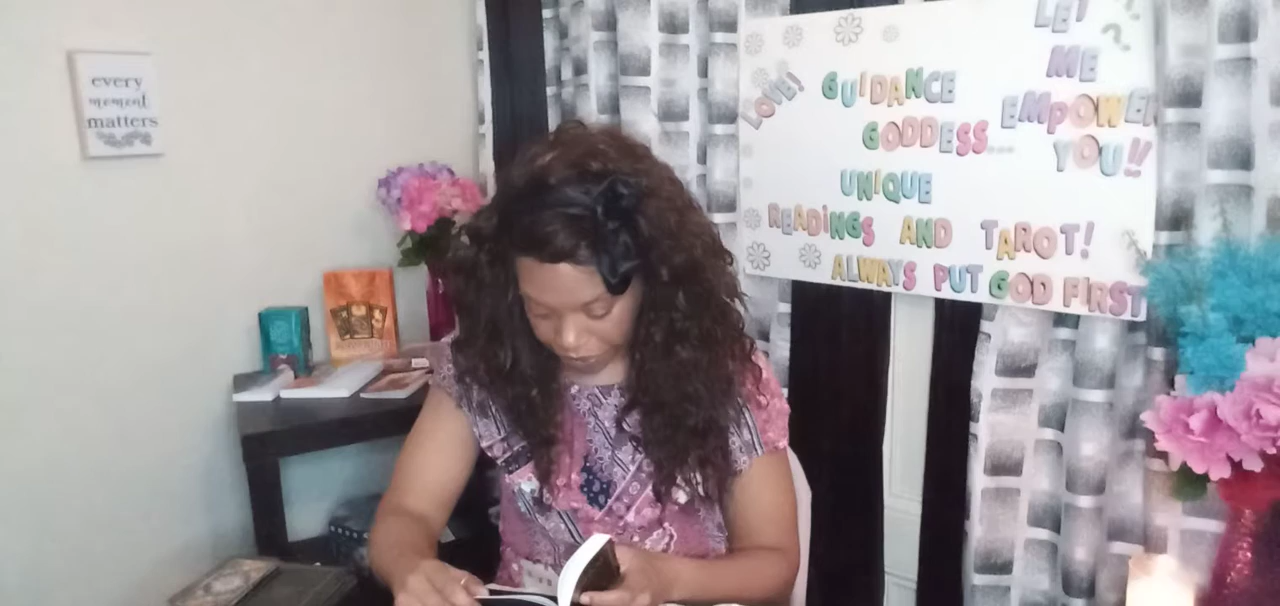 every
moment
matters
LOVE!
GUIDANCE
GODDESS...
UNIQUE
READINGS AND TAROT!
ALWAYS PUT GOD FIRST
LET
ME
EMPOWER
YOU!!